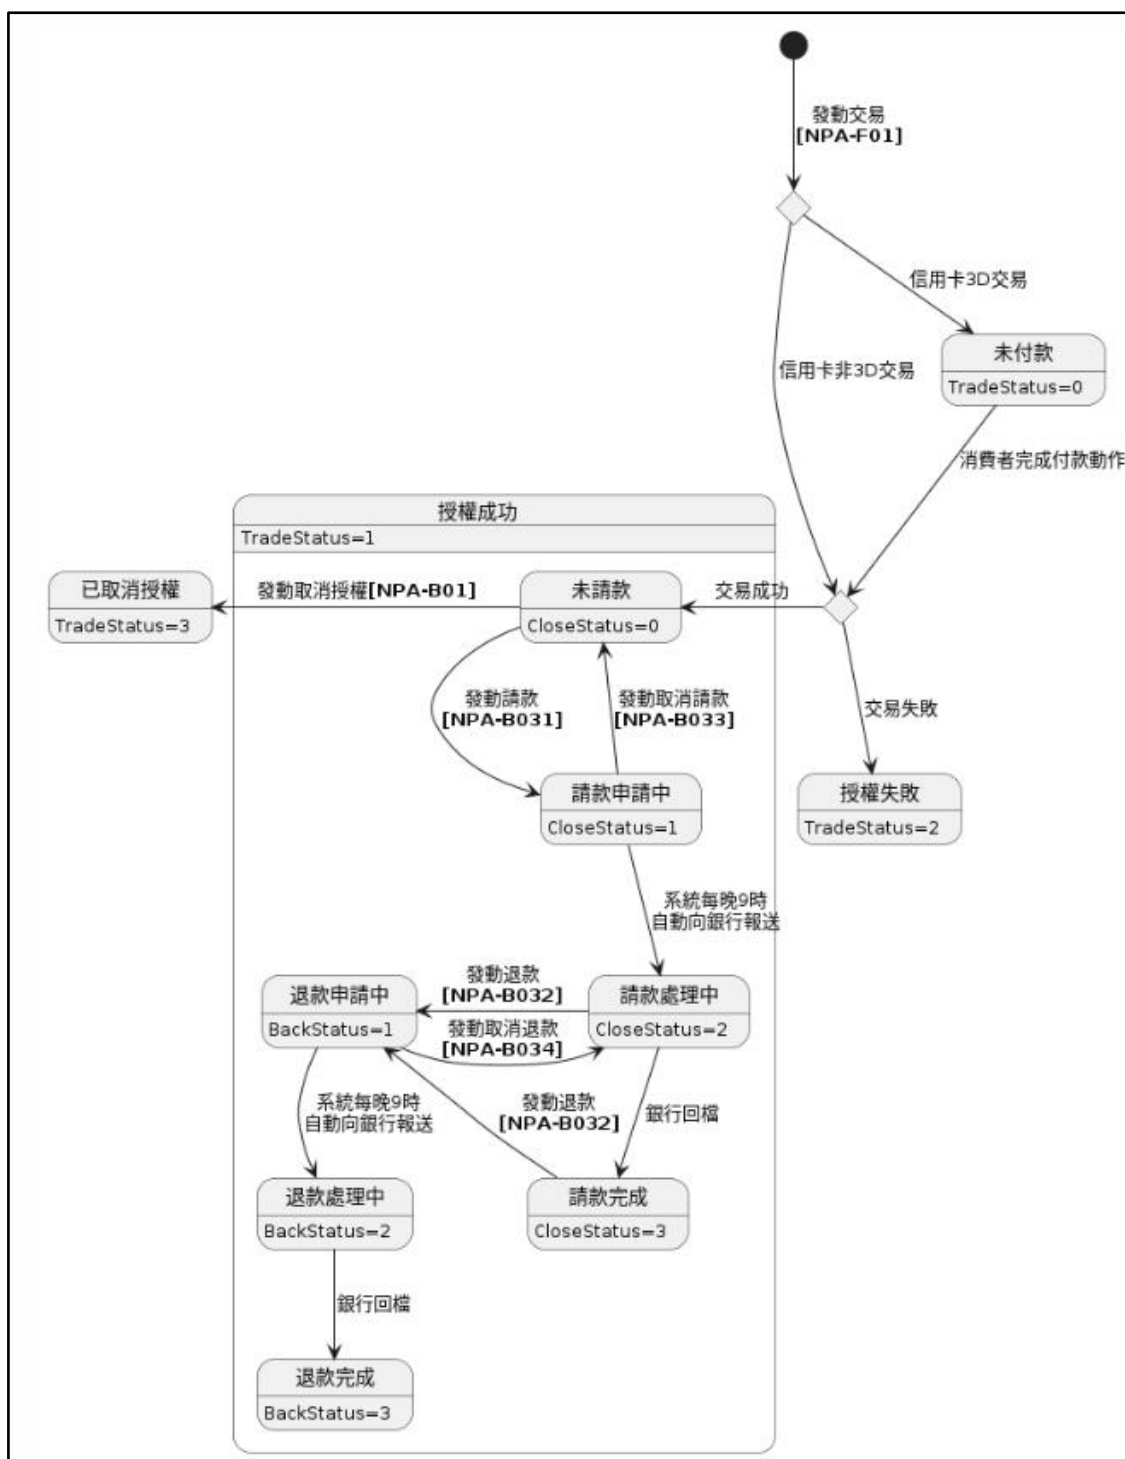 發動交易
[NPA-F01]
信用卡3D交易
未付款
TradeStatus=0
信用卡非3D交易
消費者完成付款動作
授權成功
TradeStatus=1
已取消授權
TradeStatus=3
發動取消授權[NPA-B01]
未請款
CloseStatus=0
交易成功
發動請款
[NPA-B031]
發動取消請款
[NPA-B033]
交易失敗
請款申請中
CloseStatus=1
授權失敗
TradeStatus=2
系統每晚9時
自動向銀行報送
退款申請中
BackStatus=1
發動退款
[NPA-B032]
發動取消退款
[NPA-B034]
請款處理中
CloseStatus=2
系統每晚9時
自動向銀行報送
發動退款
[NPA-B032]
銀行回檔
退款處理中
BackStatus=2
請款完成
CloseStatus=3
銀行回檔
退款完成
BackStatus=3